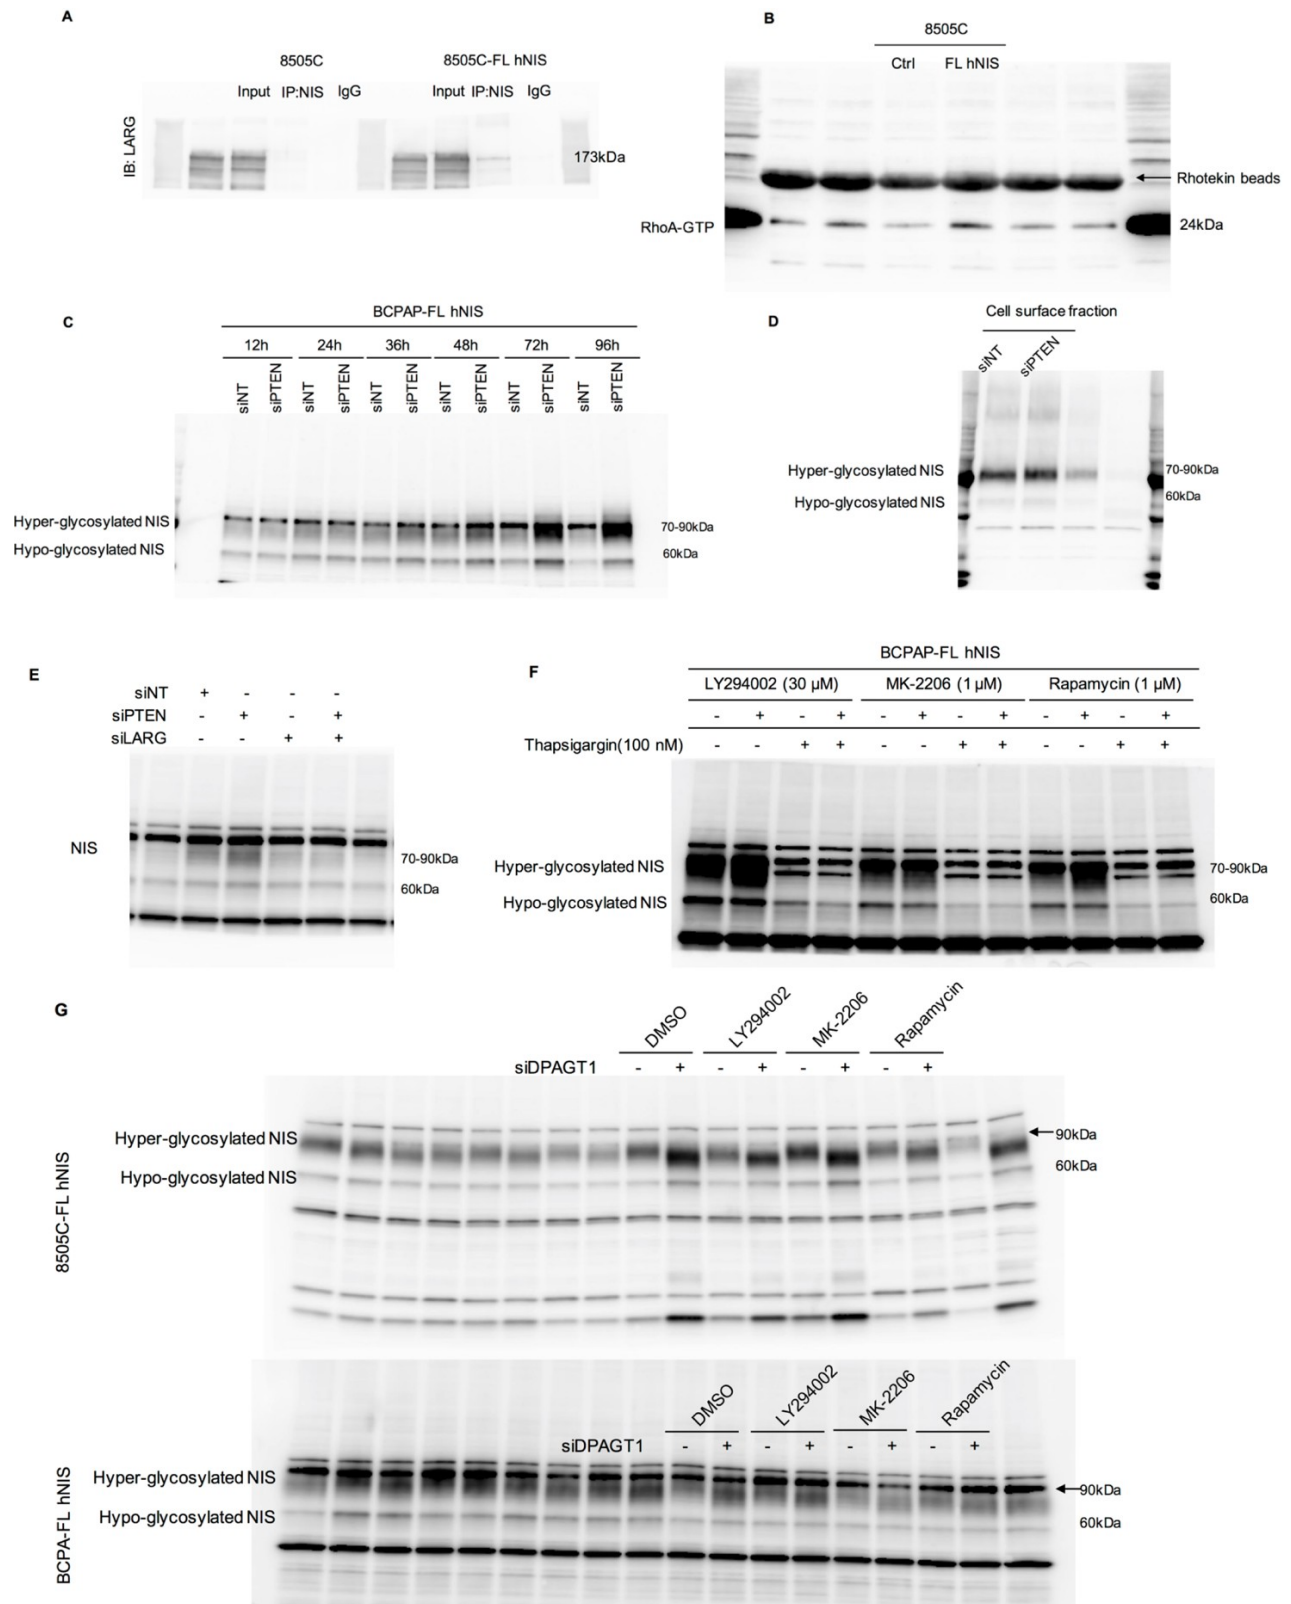 A
8505C 8505C-FL hNIS
Input IP:NIS IgG Input IP:NIS IgG
IB: LARG
173kDa
B
8505C
Ctrl FL hNIS
Rhotekin beads
RhoA-GTP 24kDa
C
BCPAP-FL hNIS
12h 24h 36h 48h 72h 96h
siNT siPTEN siNT siPTEN siNT siPTEN siNT siPTEN siNT siPTEN siNT siPTEN
Hyper-glycosylated NIS 70-90kDa
Hypo-glycosylated NIS 60kDa
D
Cell surface fraction
siNT siPTEN
Hyper-glycosylated NIS 70-90kDa
Hypo-glycosylated NIS 60kDa
E
siNT + - - -
siPTEN - + - +
siLARG - - + +
NIS
70-90kDa
60kDa
F
BCPAP-FL hNIS
LY294002 (30 µM) MK-2206 (1 µM) Rapamycin (1 µM)
- + - + - + - + - + - +
Thapsigargin(100 nM) - - + + - - + + - - + +
Hyper-glycosylated NIS 70-90kDa
Hypo-glycosylated NIS 60kDa
G
DMSO LY294002 MK-2206 Rapamycin
siDPAGT1 - + - + - + - +
Hyper-glycosylated NIS 90kDa
Hypo-glycosylated NIS 60kDa
8505C-FL hNIS
DMSO LY294002 MK-2206 Rapamycin
siDPAGT1 - + - + - + - +
Hyper-glycosylated NIS 90kDa
Hypo-glycosylated NIS 60kDa
BCPA-FL hNIS